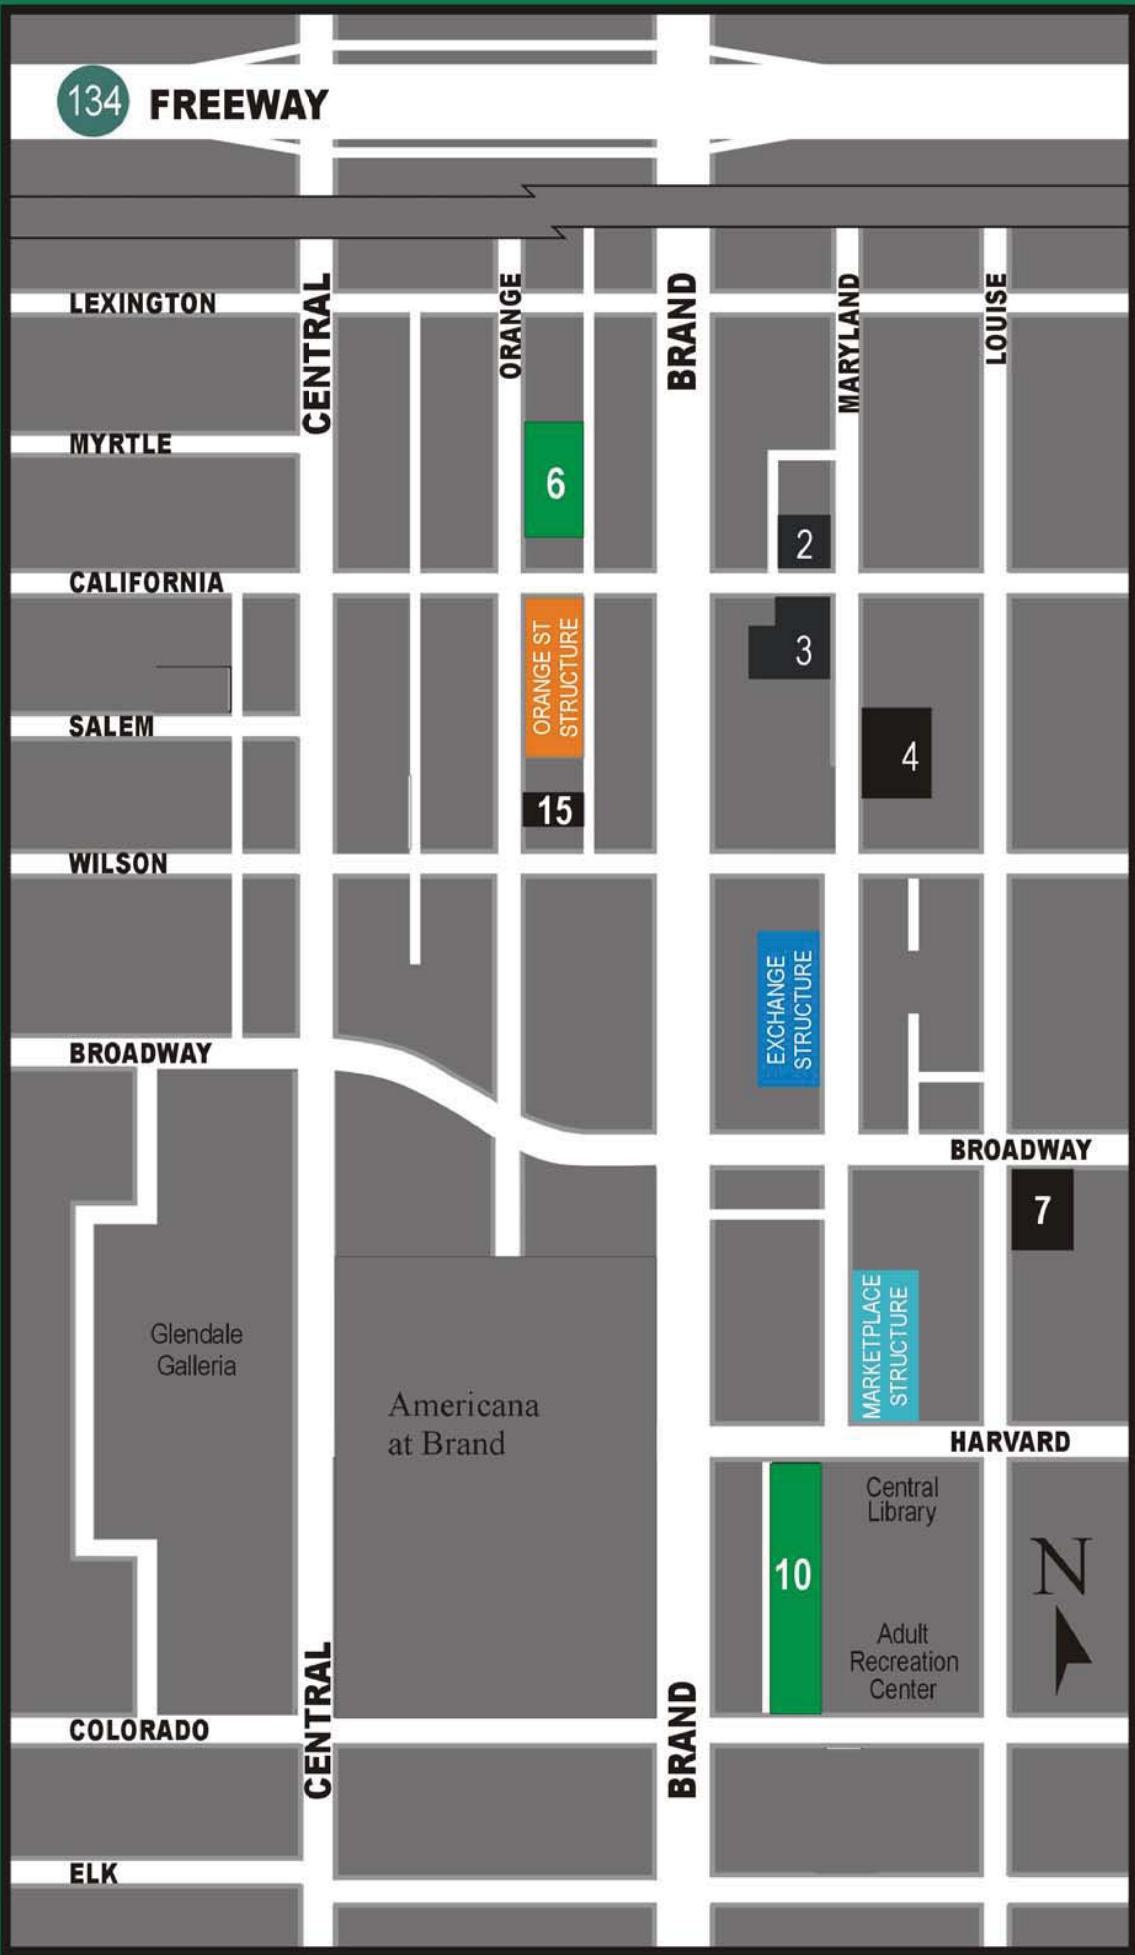 134 FREEWAY
LEXINGTON
CENTRAL
ORANGE
BRAND
MARYLAND
LOUISE
MYRTLE
6
2
CALIFORNIA
ORANGE ST
STRUCTURE
3
SALEM
4
15
WILSON
EXCHANGE
STRUCTURE
BROADWAY
BROADWAY
7
Glendale
Galleria
MARKETPLACE
STRUCTURE
Americana
at Brand
HARVARD
Central
Library
10
N
Adult
Recreation
Center
CENTRAL
BRAND
COLORADO
ELK